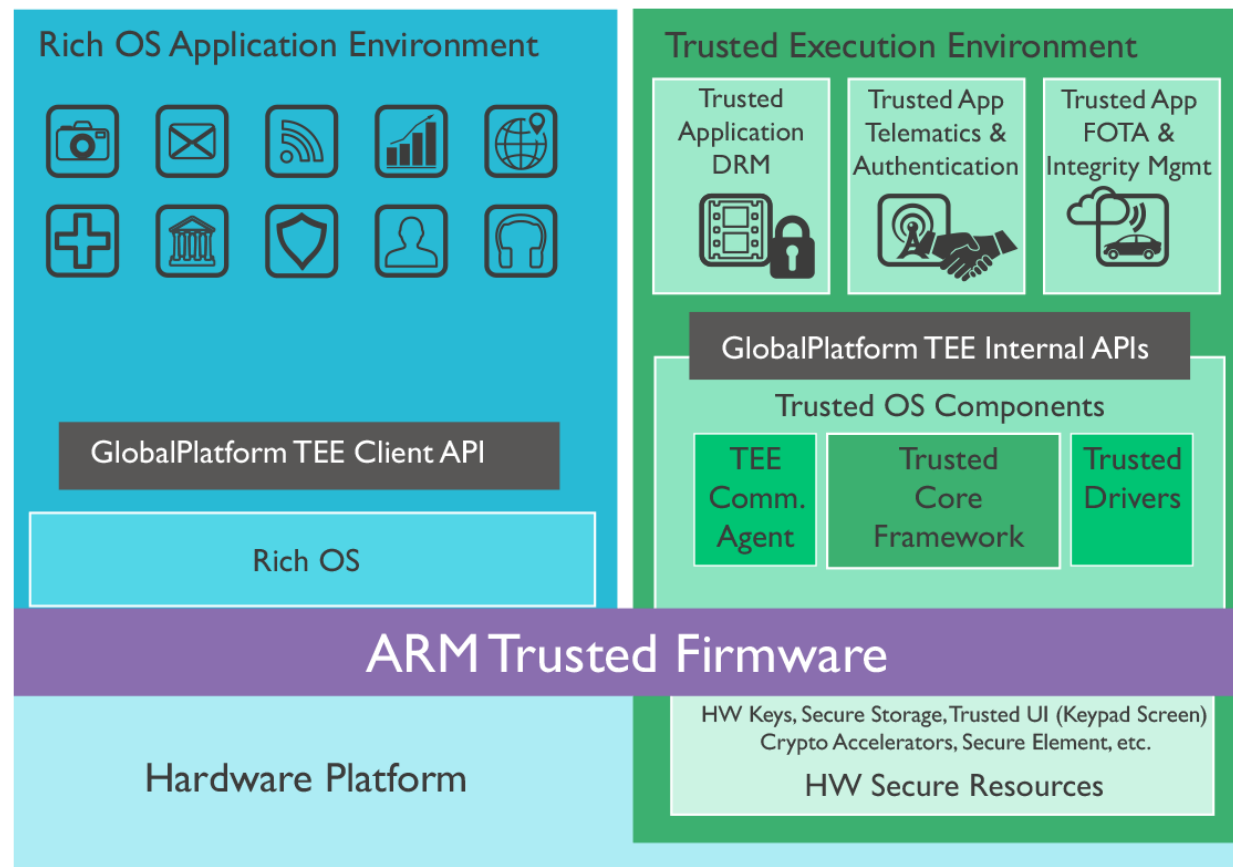 Rich OS Application Environment
GlobalPlatform TEE Client API
Rich OS
Trusted Execution Environment
Trusted
Application
DRM
Trusted App
Telematics &
Authentication
Trusted App
FOTA &
Integrity Mgmt
GlobalPlatform TEE Internal APIs
Trusted OS Components
TEE
Comm.
Agent
Trusted
Core
Framework
Trusted
Drivers
ARM Trusted Firmware
Hardware Platform
HW Keys, Secure Storage, Trusted UI (Keypad Screen)
Crypto Accelerators, Secure Element, etc.
HW Secure Resources